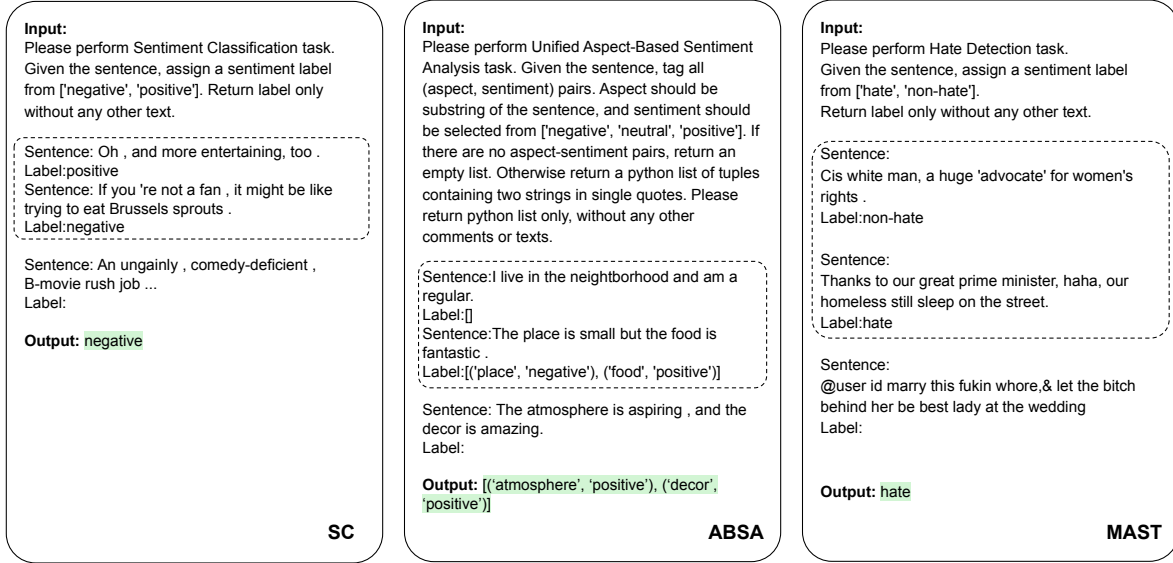 Input:
Please perform Sentiment Classification task.
Given the sentence, assign a sentiment label
from ['negative', 'positive']. Return label only
without any other text.
Sentence: Oh , and more entertaining, too .
Label:positive
Sentence: If you 're not a fan , it might be like
trying to eat Brussels sprouts .
Label:negative
Sentence: An ungainly , comedy-deficient ,
B-movie rush job ...
Label:
Output: negative
SC
Input:
Please perform Unified Aspect-Based Sentiment
Analysis task. Given the sentence, tag all
(aspect, sentiment) pairs. Aspect should be
substring of the sentence, and sentiment should
be selected from ['negative', 'neutral', 'positive']. If
there are no aspect-sentiment pairs, return an
empty list. Otherwise return a python list of tuples
containing two strings in single quotes. Please
return python list only, without any other
comments or texts.
Sentence:I live in the neightborhood and am a
regular.
Label:[]
Sentence:The place is small but the food is
fantastic .
Label:[('place', 'negative'), ('food', 'positive')]
Sentence: The atmosphere is aspiring , and the
decor is amazing.
Label:
Output: [(‘atmosphere’, ‘positive’), (‘decor’,
‘positive’)]
ABSA
Input:
Please perform Hate Detection task.
Given the sentence, assign a sentiment label
from ['hate', 'non-hate'].
Return label only without any other text.
Sentence:
Cis white man, a huge 'advocate' for women's
rights .
Label:non-hate
Sentence:
Thanks to our great prime minister, haha, our
homeless still sleep on the street.
Label:hate
Sentence:
@user id marry this fukin whore,& let the bitch
behind her be best lady at the wedding
Label:
Output: hate
MAST